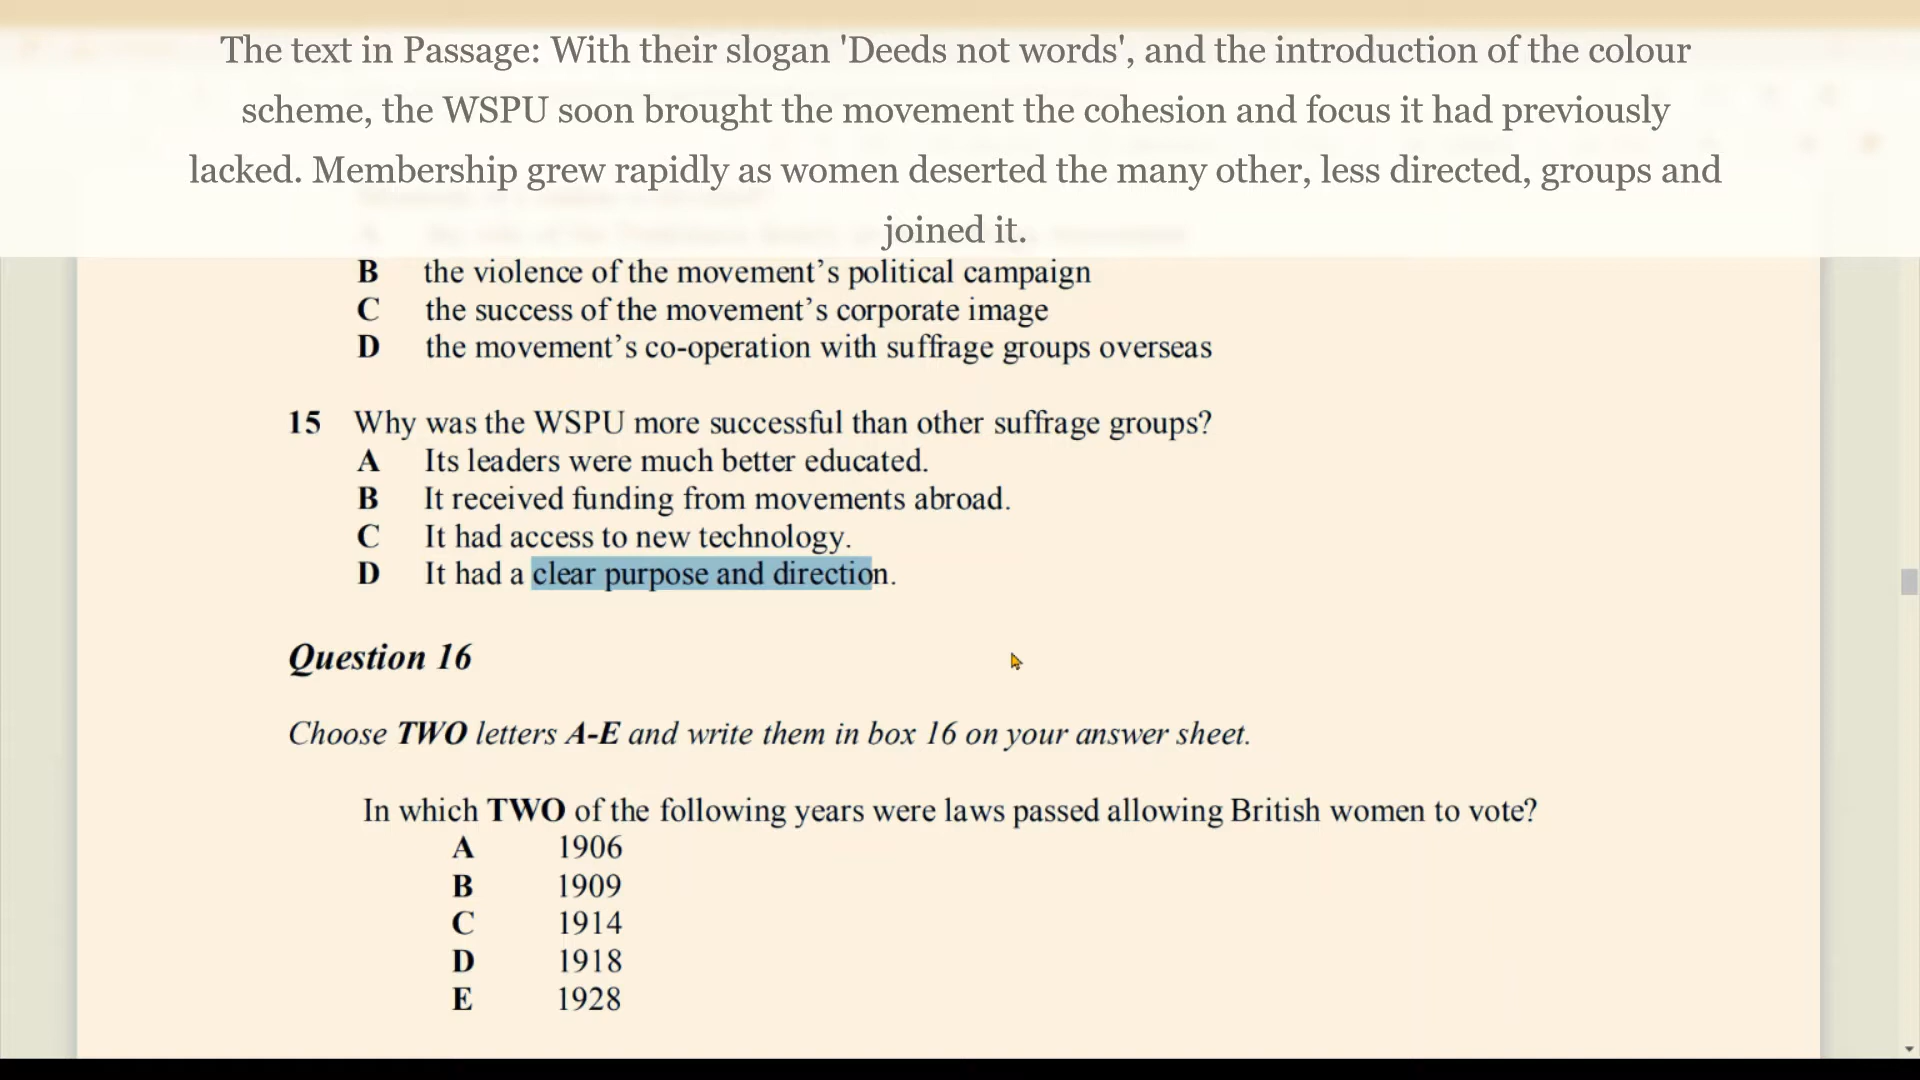 The text in Passage: With their slogan 'Deeds not words', and the introduction of the colour
scheme, the WSPU soon brought the movement the cohesion and focus it had previously
lacked. Membership grew rapidly as women deserted the many other, less directed, groups and
joined it.
B the violence of the movement’s political campaign
C the success of the movement’s corporate image
D the movement’s co-operation with suffrage groups overseas
15 Why was the WSPU more successful than other suffrage groups?
A Its leaders were much better educated.
B It received funding from movements abroad.
C It had access to new technology.
D It had a clear purpose and direction.
Question 16
Choose TWO letters A-E and write them in box 16 on your answer sheet.
In which TWO of the following years were laws passed allowing British women to vote?
A 1906
B 1909
C 1914
D 1918
E 1928